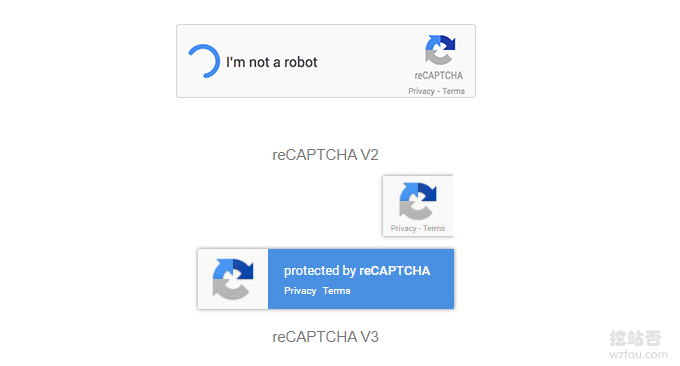 I'm not a robot
reCAPTCHA
Privacy - Terms
reCAPTCHA V2
Privacy - Terms
protected by reCAPTCHA
Privacy Terms
reCAPTCHA V3
挖站否
wzfou.com